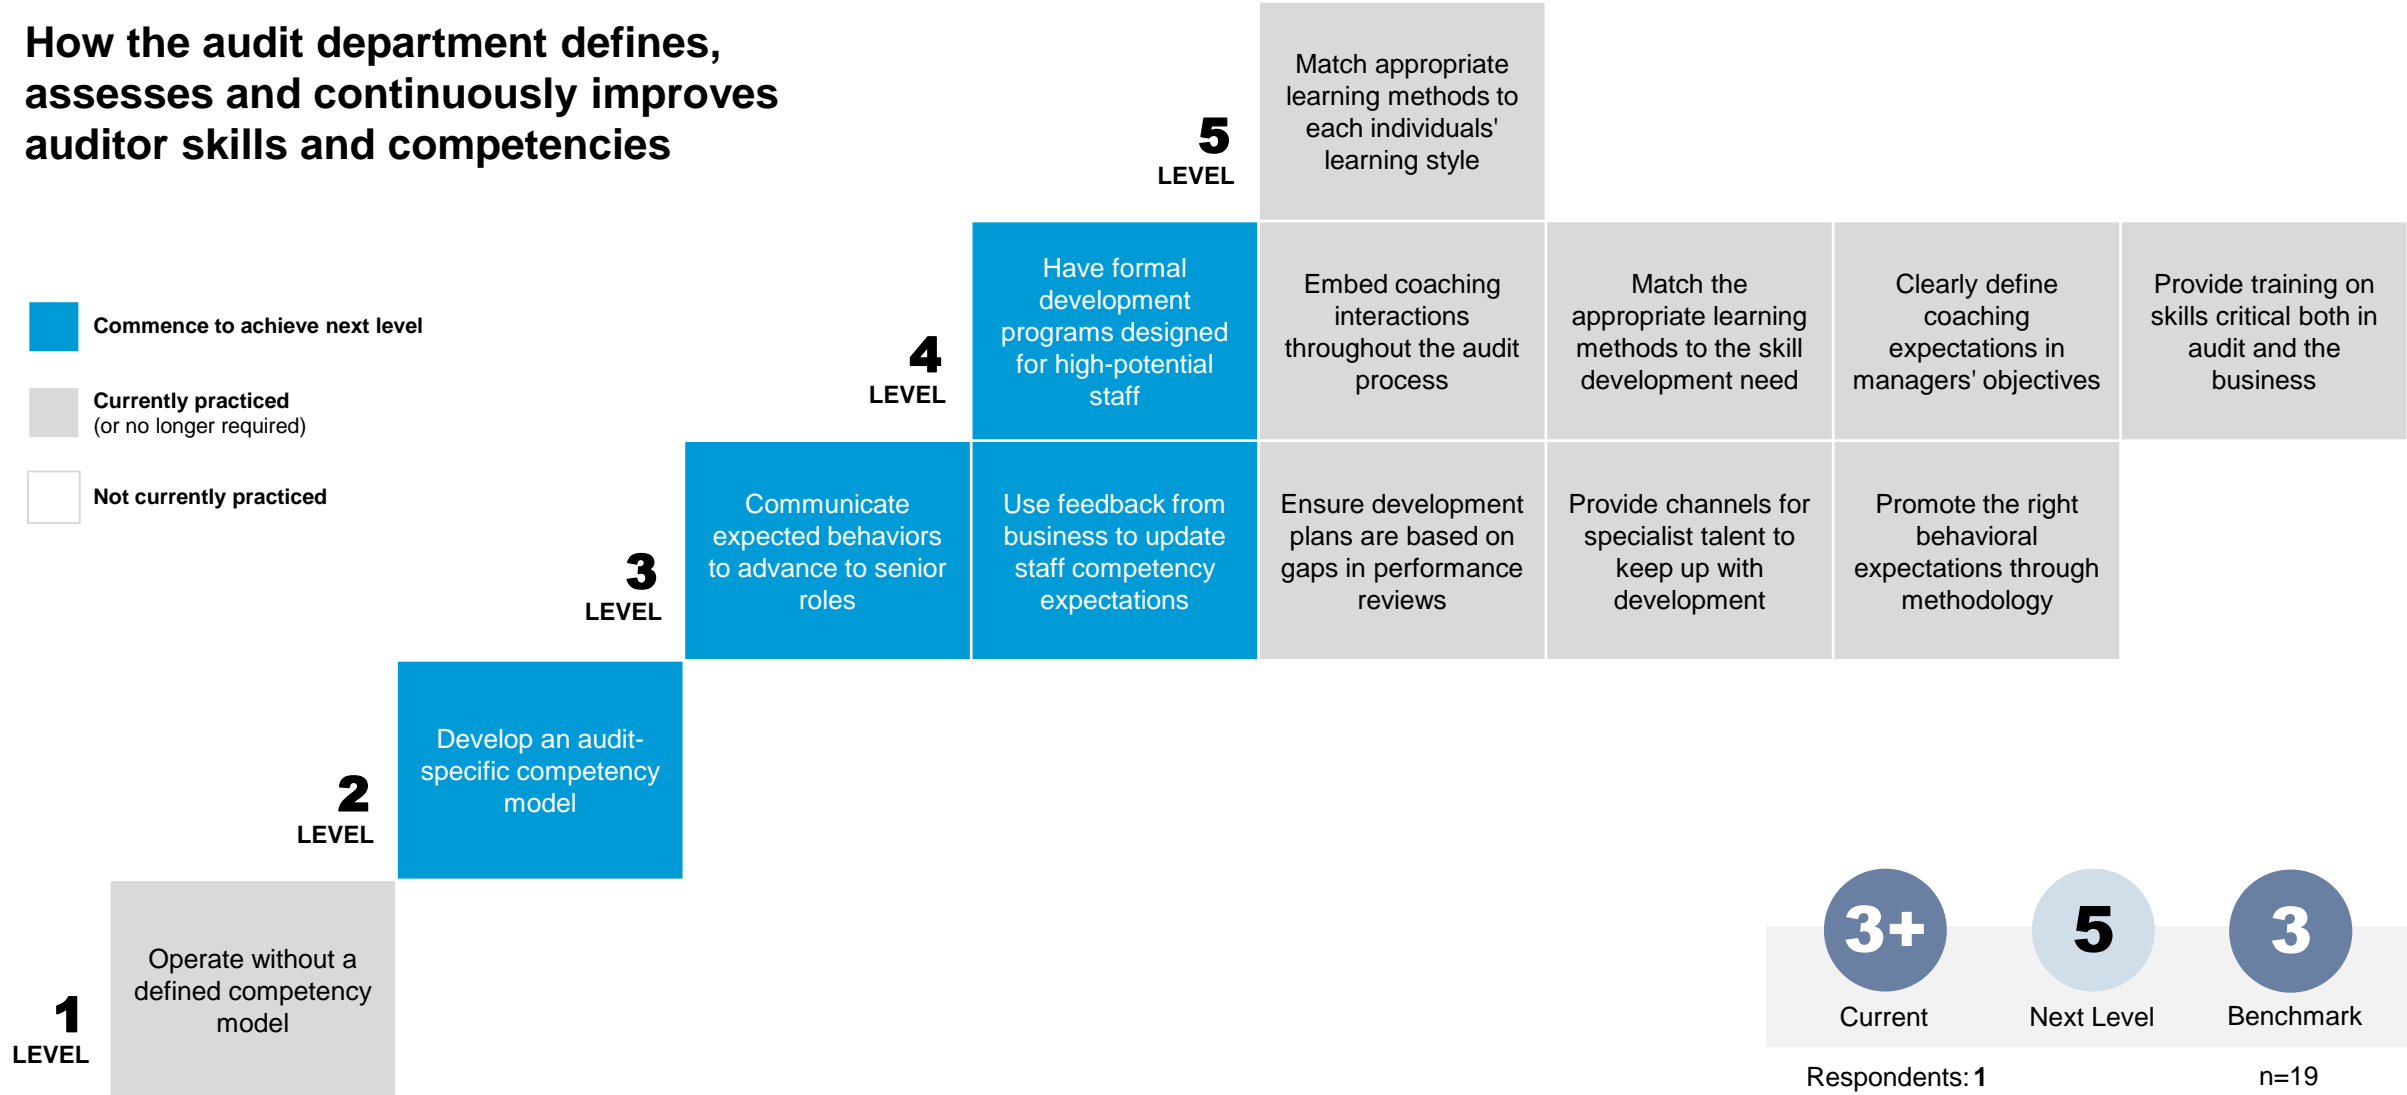 How the audit department defines,
assesses and continuously improves
auditor skills and competencies
Commence to achieve next level
Currently practiced
(or no longer required)
Not currently practiced
5
LEVEL
Match appropriate
learning methods to
each individuals'
learning style
4
LEVEL
Have formal
development
programs designed
for high-potential
staff
Embed coaching
interactions
throughout the audit
process
Match the
appropriate learning
methods to the skill
development need
Clearly define
coaching
expectations in
managers’ objectives
Provide training on
skills critical both in
audit and the
business
3
LEVEL
Communicate
expected behaviors
to advance to senior
roles
Use feedback from
business to update
staff competency
expectations
Ensure development
plans are based on
gaps in performance
reviews
Provide channels for
specialist talent to
keep up with
development
Promote the right
behavioral
expectations through
methodology
2
LEVEL
Develop an audit-
specific competency
model
1
LEVEL
Operate without a
defined competency
model
3+
Current
5
Next Level
3
Benchmark
Respondents: 1
n=19